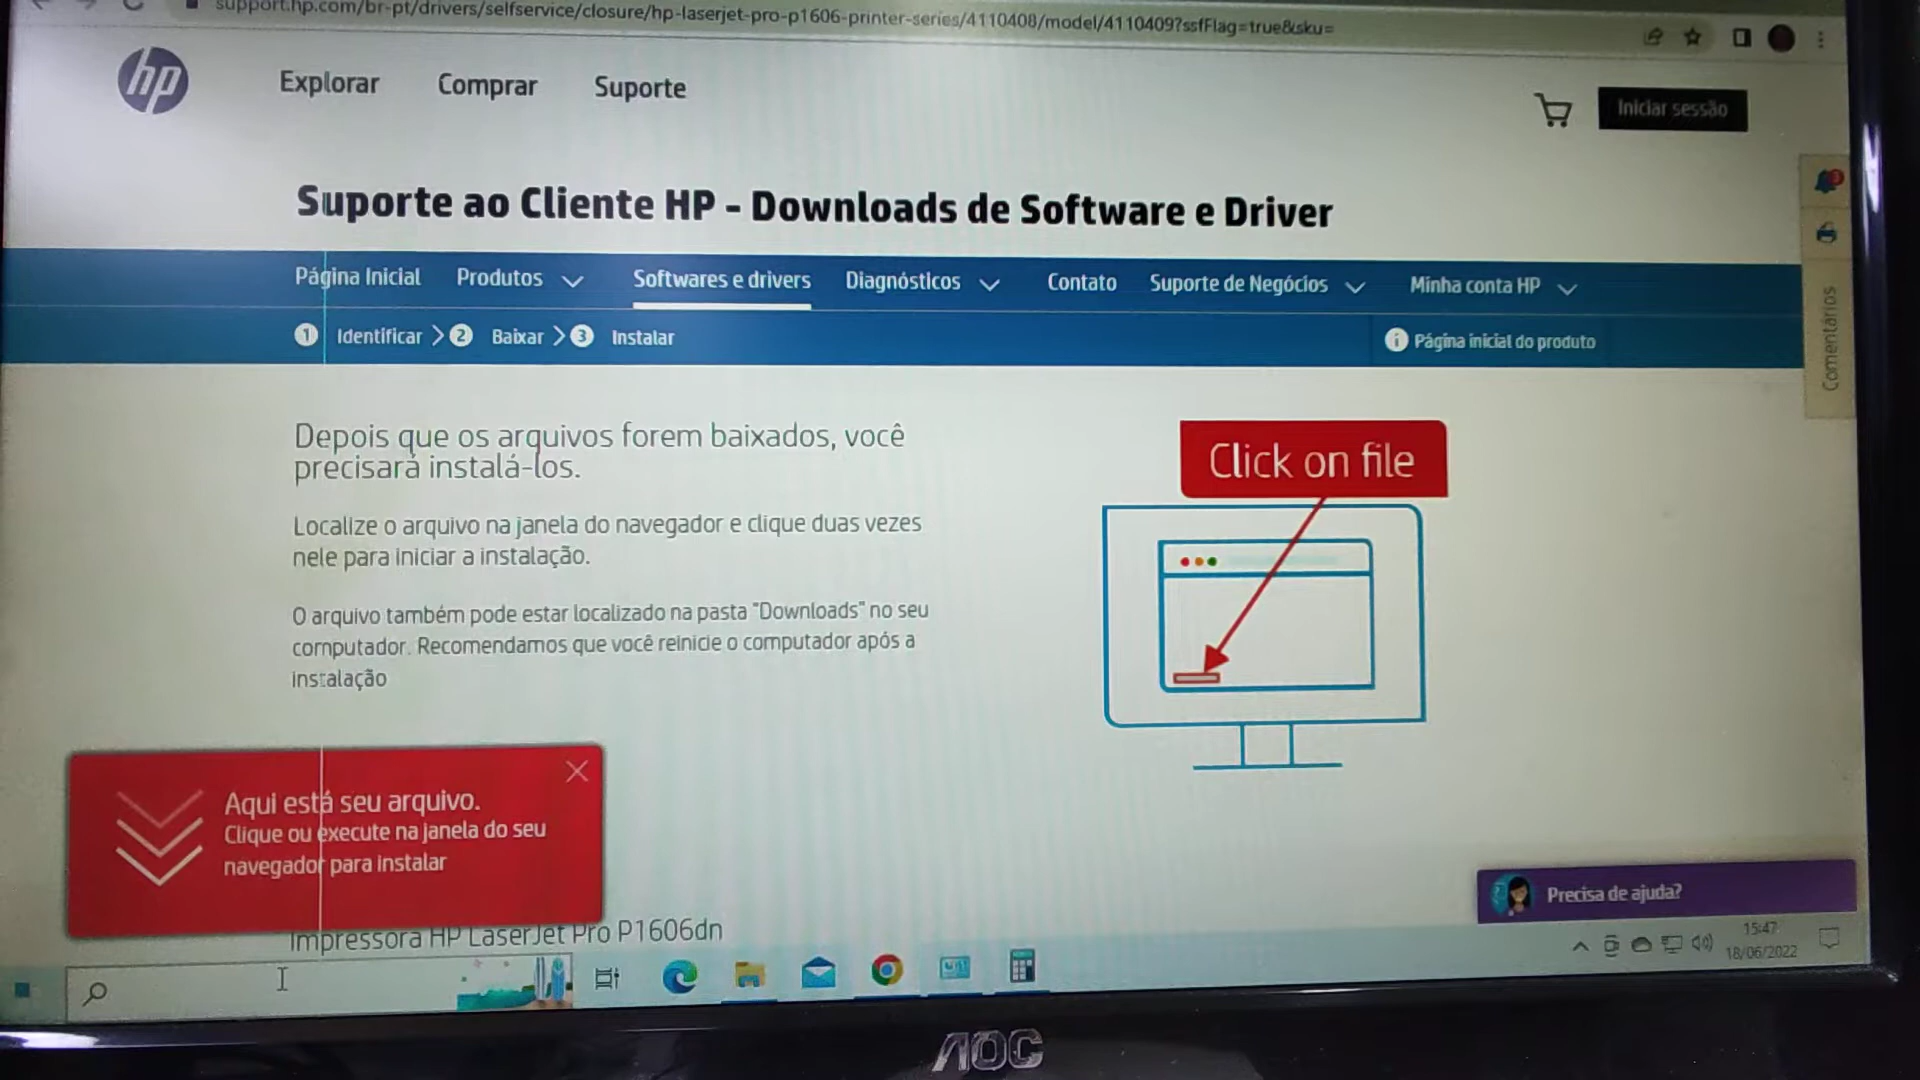 support.hp.com/br-pt/drivers/selfservice/closure/hp-laserjet-pro-p1606-printer-series/4110408/model/4110409?ssfFlag=true&sku=
hp
Explorar Comprar Suporte
Iniciar sessão
Suporte ao Cliente HP - Downloads de Software e Driver
Página Inicial Produtos Softwares e drivers Diagnósticos Contato Suporte de Negócios Minha conta HP
1 Identificar 2 Baixar 3 Instalar
i Página inicial do produto
Comentários
Depois que os arquivos forem baixados, você
precisará instalá-los.
Localize o arquivo na janela do navegador e clique duas vezes
nele para iniciar a instalação.
O arquivo também pode estar localizado na pasta "Downloads" no seu
computador. Recomendamos que você reinicie o computador após a
instalação
Click on file
Aqui está seu arquivo.
Clique ou execute na janela do seu
navegador para instalar
Impressora HP LaserJet Pro P1606dn
Precisa de ajuda?
15:47
18/06/2022
AOC